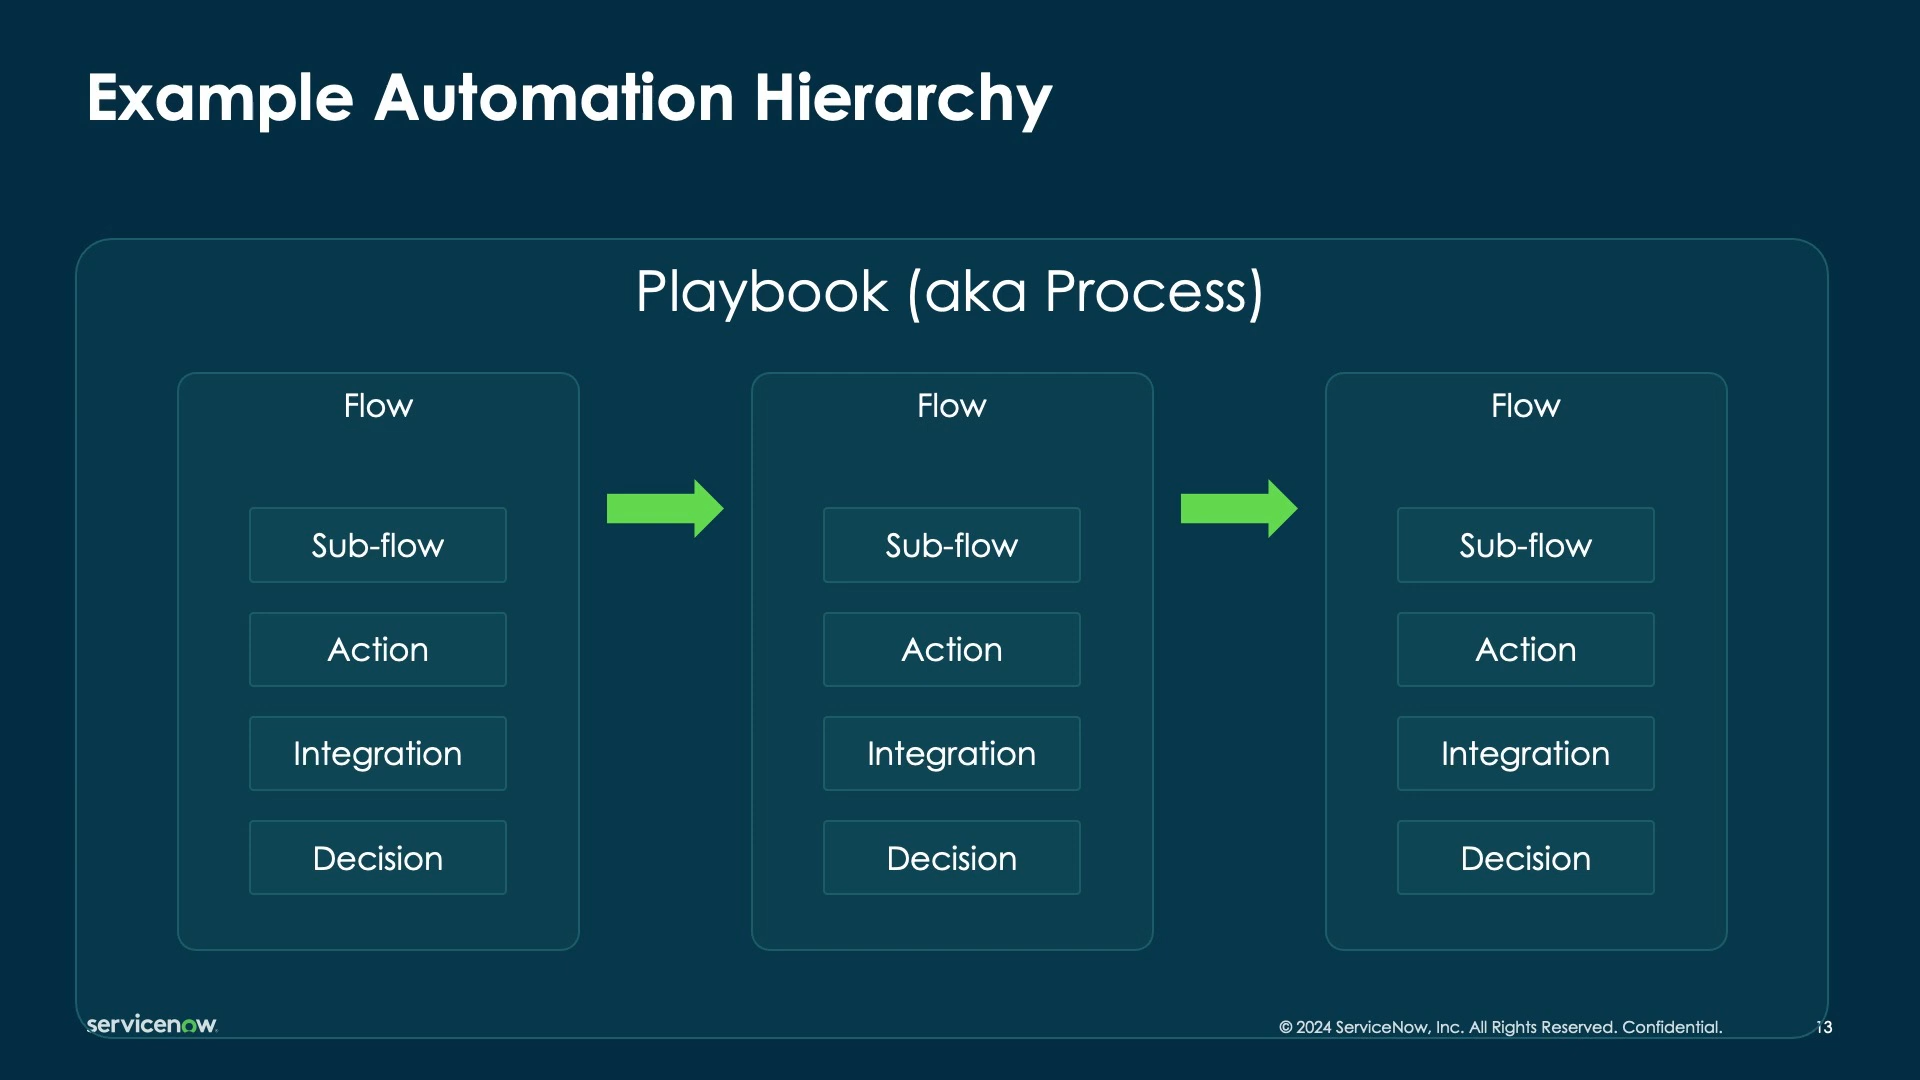 Example Automation Hierarchy
Playbook (aka Process)
Flow
Sub-flow
Action
Integration
Decision
Flow
Sub-flow
Action
Integration
Decision
Flow
Sub-flow
Action
Integration
Decision
servicenow
© 2024 ServiceNow, Inc. All Rights Reserved. Confidential.
13